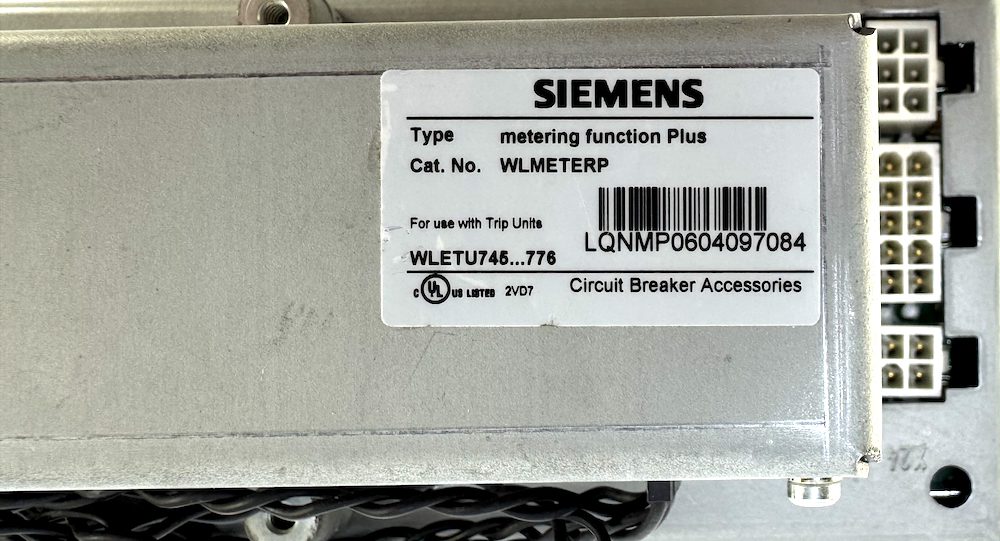 SIEMENS
Type metering function Plus
Cat. No. WLMETERP
For use with Trip Units
LQNMP0604097084
WLETU745...776
C UL US LISTED 2VD7
Circuit Breaker Accessories